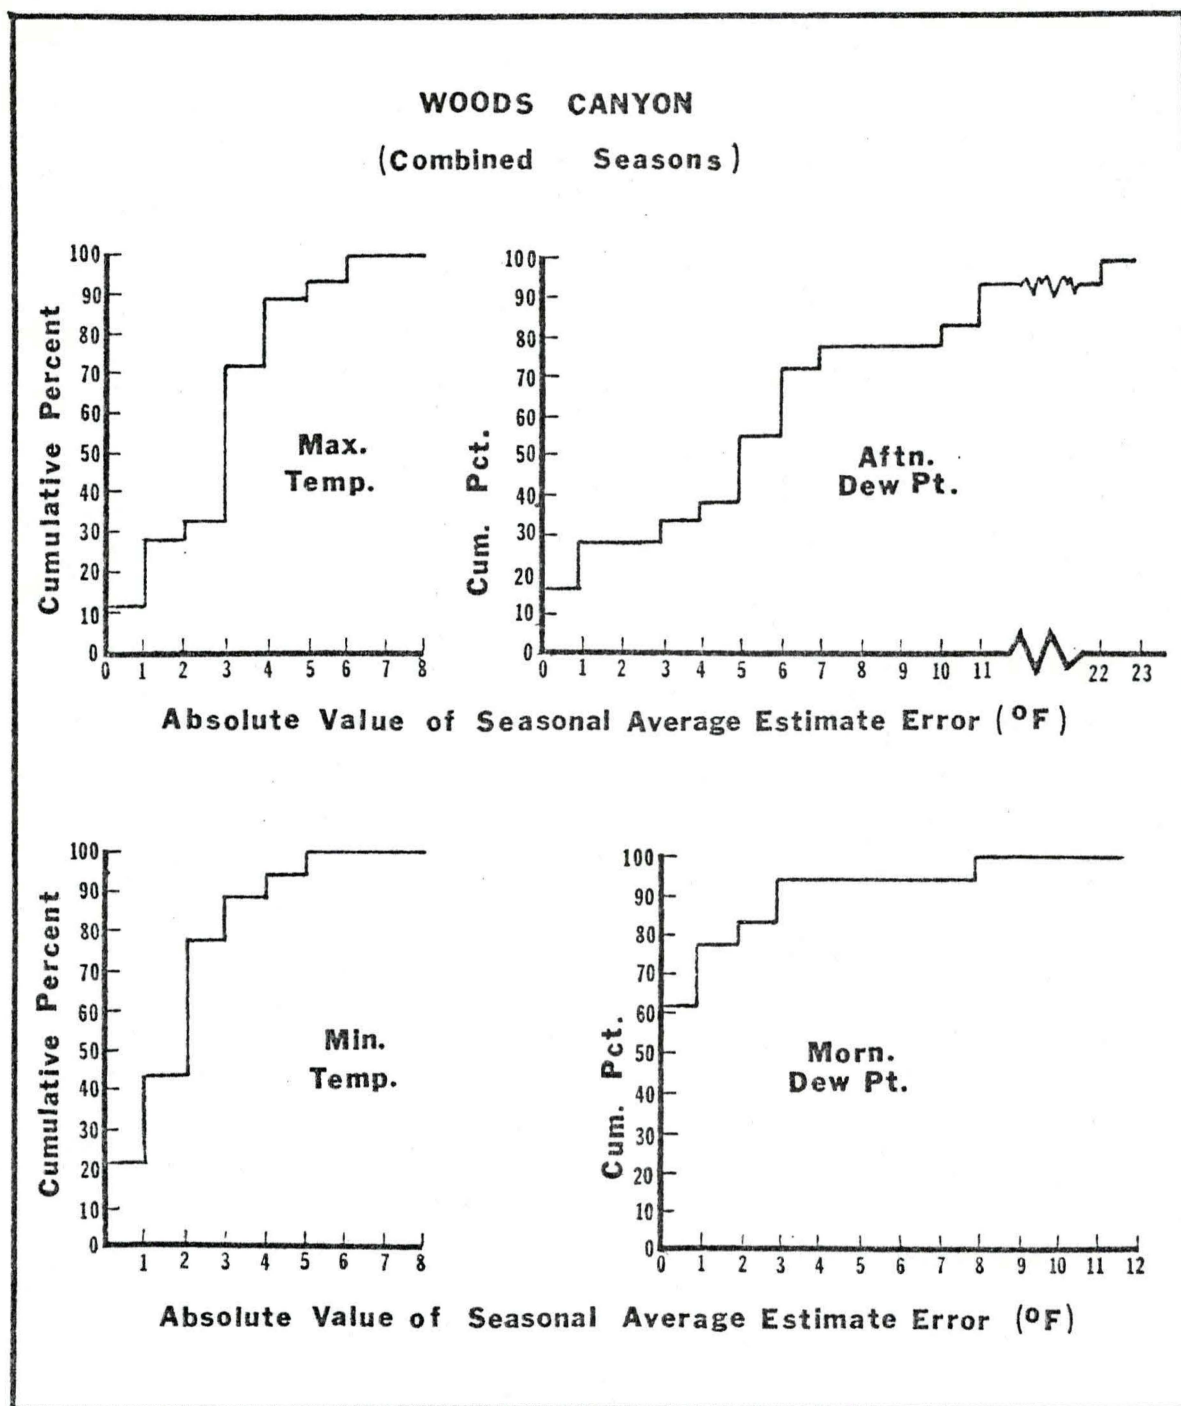 WOODS CANYON
(Combined Seasons)
Cumulative Percent
100
90
80
70
60
50
40
30
20
10
0
0 1 2 3 4 5 6 7 8
Max.
Temp.
Cum. Pct.
100
90
80
70
60
50
40
30
20
10
0
0 1 2 3 4 5 6 7 8 9 10 11 22 23
Aftn.
Dew Pt.
Absolute Value of Seasonal Average Estimate Error (°F)
Cumulative Percent
100
90
80
70
60
50
40
30
20
10
0
1 2 3 4 5 6 7 8
Min.
Temp.
Cum. Pct.
100
90
80
70
60
50
40
30
20
10
0
0 1 2 3 4 5 6 7 8 9 10 11 12
Morn.
Dew Pt.
Absolute Value of Seasonal Average Estimate Error (°F)